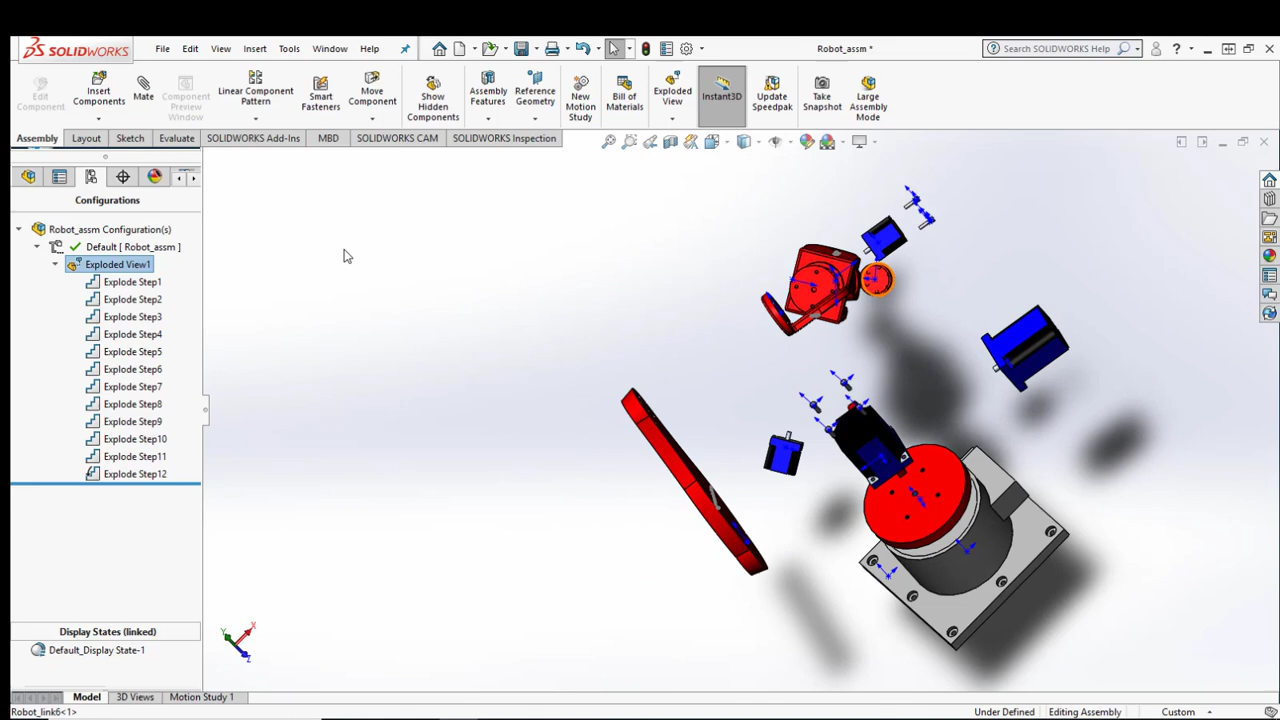 SOLIDWORKS File Edit View Insert Tools Window Help Robot_assm * Search SOLIDWORKS Help
Edit Component
Insert Components
Mate
Component Preview Window
Linear Component Pattern
Smart Fasteners
Move Component
Show Hidden Components
Assembly Features
Reference Geometry
New Motion Study
Bill of Materials
Exploded View
Instant3D
Update Speedpak
Take Snapshot
Large Assembly Mode
Assembly Layout Sketch Evaluate SOLIDWORKS Add-Ins MBD SOLIDWORKS CAM SOLIDWORKS Inspection
Configurations
Robot_assm Configuration(s)
Default [ Robot_assm ]
Exploded View1
Explode Step1
Explode Step2
Explode Step3
Explode Step4
Explode Step5
Explode Step6
Explode Step7
Explode Step8
Explode Step9
Explode Step10
Explode Step11
Explode Step12
Display States (linked)
Default_Display State-1
Y X Z
Model 3D Views Motion Study 1
Robot_link6<1> Under Defined Editing Assembly Custom